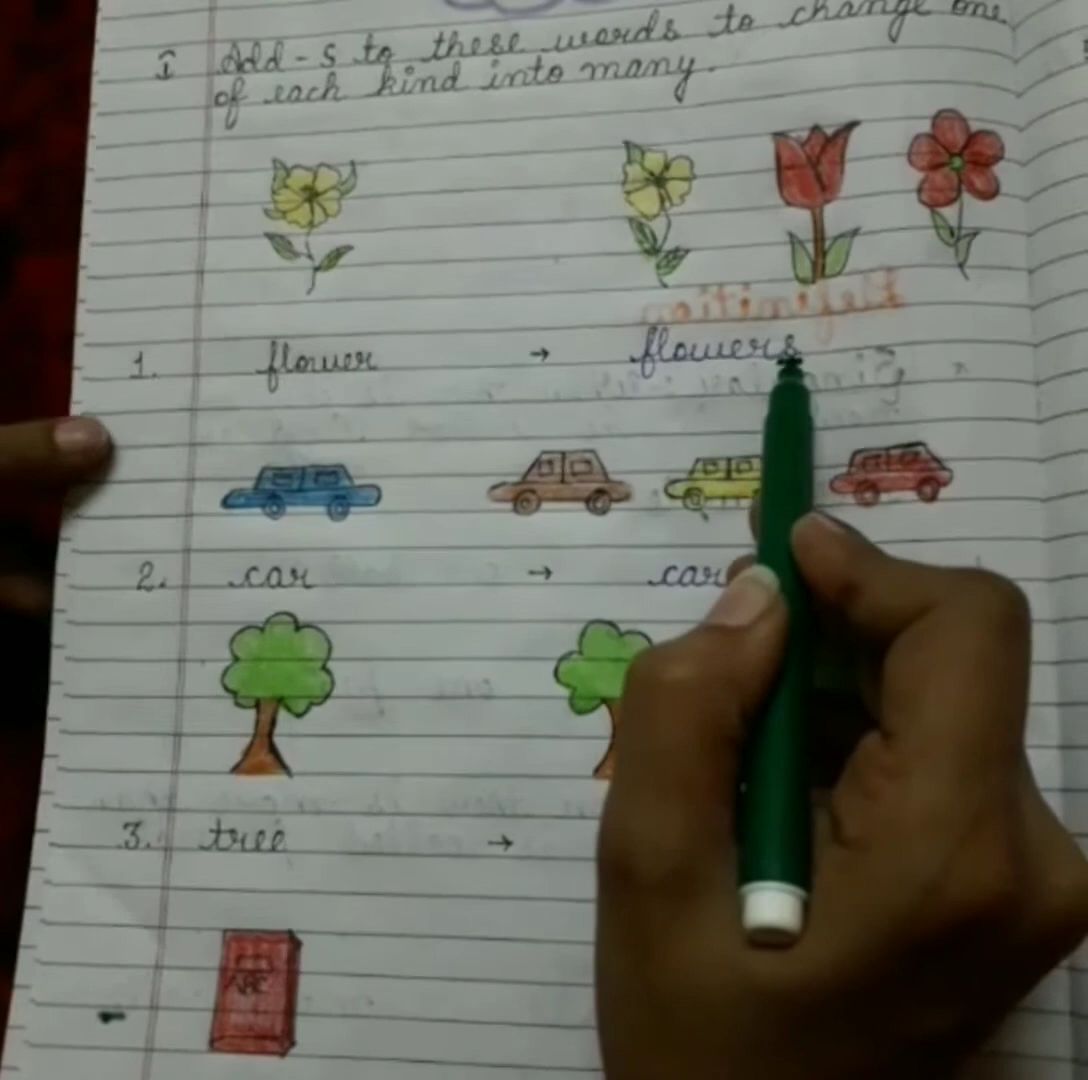 I Add -s to these words to change one
of each kind into many.
1. flower → flowers
2. car → car
3. tree →
ABC